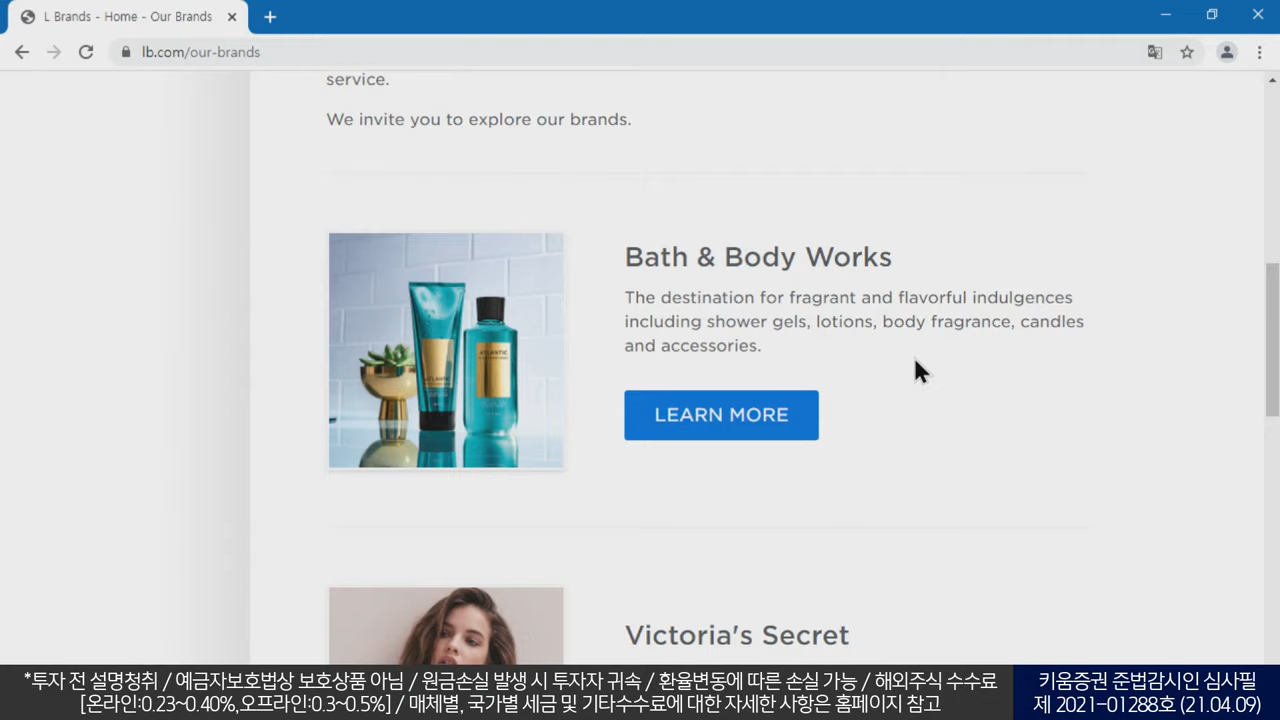 L Brands - Home - Our Brands
lb.com/our-brands
service.
We invite you to explore our brands.
Bath & Body Works
The destination for fragrant and flavorful indulgences
including shower gels, lotions, body fragrance, candles
and accessories.
ATLANTIC
ATLANTIC
LEARN MORE
Victoria's Secret
*투자 전 설명청취 / 예금자보호법상 보호상품 아님 / 원금손실 발생 시 투자자 귀속 / 환율변동에 따른 손실 가능 / 해외주식 수수료
[온라인:0.23~0.40%,오프라인:0.3~0.5%] / 매체별, 국가별 세금 및 기타수수료에 대한 자세한 사항은 홈페이지 참고
키움증권 준법감시인 심사필
제 2021-01288호 (21.04.09)